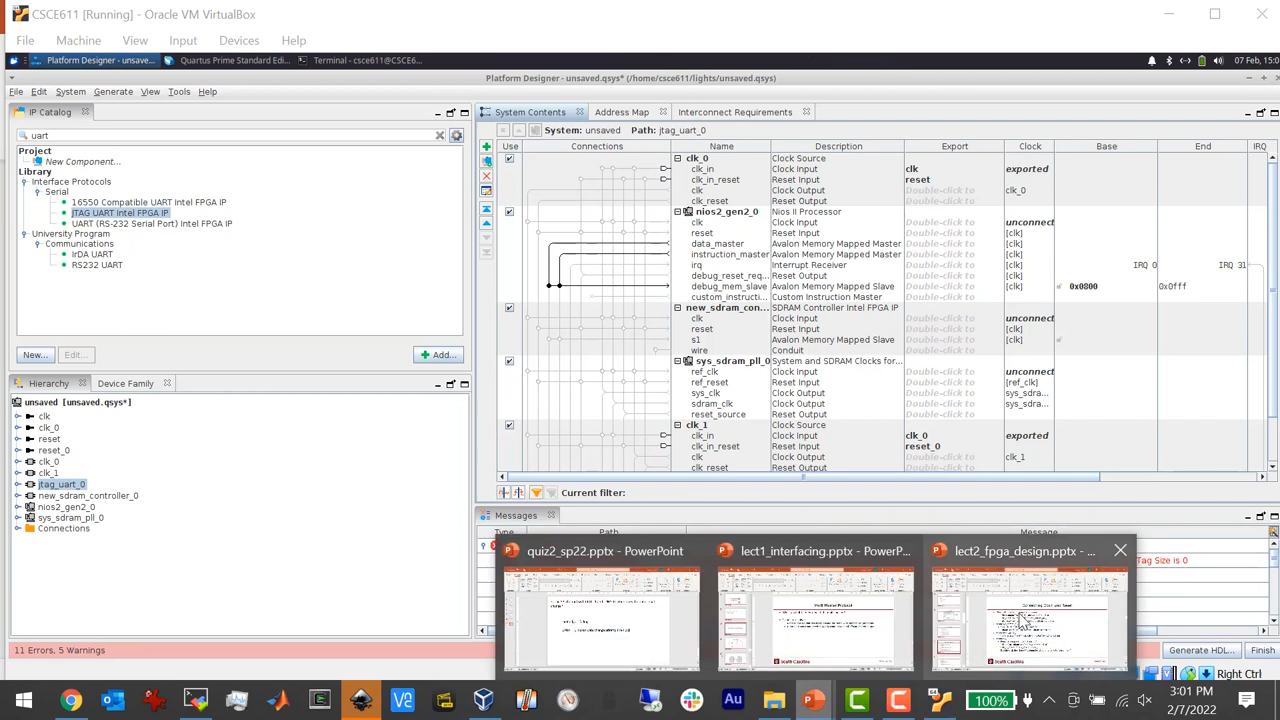 CSCE611 [Running] - Oracle VM VirtualBox
File Machine View Input Devices Help
Platform Designer - unsave... Quartus Prime Standard Edi... Terminal - csce611@CSCE6... 07 Feb, 15:0
Platform Designer - unsaved.qsys* (/home/csce611/lights/unsaved.qsys)
File Edit System Generate View Tools Help
IP Catalog
uart
Project
New Component...
Library
Interface Protocols
Serial
16550 Compatible UART Intel FPGA IP
JTAG UART Intel FPGA IP
UART (RS-232 Serial Port) Intel FPGA IP
University Program
Communications
IrDA UART
RS232 UART
New... Edit... Add...
Hierarchy Device Family
unsaved [unsaved.qsys*]
clk
clk_0
reset
reset_0
clk_0
clk_1
jtag_uart_0
new_sdram_controller_0
nios2_gen2_0
sys_sdram_pll_0
Connections
System Contents Address Map Interconnect Requirements
System: unsaved Path: jtag_uart_0
Use Connections Name Description Export Clock Base End IRQ
clk_0 Clock Source
clk_in Clock Input clk exported
clk_in_reset Reset Input reset
clk Clock Output Double-click to clk_0
clk_reset Reset Output Double-click to
nios2_gen2_0 Nios II Processor
clk Clock Input Double-click to unconnect
reset Reset Input Double-click to [clk]
data_master Avalon Memory Mapped Master Double-click to [clk]
instruction_master Avalon Memory Mapped Master Double-click to [clk]
irq Interrupt Receiver Double-click to [clk] IRQ 0 IRQ 31
debug_reset_req... Reset Output Double-click to [clk]
debug_mem_slave Avalon Memory Mapped Slave Double-click to [clk] 0x0800 0x0fff
custom_instructi... Custom Instruction Master Double-click to
new_sdram_con... SDRAM Controller Intel FPGA IP
clk Clock Input Double-click to unconnect
reset Reset Input Double-click to [clk]
s1 Avalon Memory Mapped Slave Double-click to [clk]
wire Conduit Double-click to
sys_sdram_pll_0 System and SDRAM Clocks for...
ref_clk Clock Input Double-click to unconnect
ref_reset Reset Input Double-click to [ref_clk]
sys_clk Clock Output Double-click to sys_sdra...
sdram_clk Clock Output Double-click to sys_sdra...
reset_source Reset Output Double-click to
clk_1 Clock Source
clk_in Clock Input clk_0 exported
clk_in_reset Reset Input reset_0
clk Clock Output Double-click to clk_1
clk_reset Reset Output Double-click to
Current filter:
Messages
Type Path Message
Tag Size is 0
quiz2_sp22.pptx - PowerPoint lect1_interfacing.pptx - PowerP... lect2_fpga_design.pptx - ...
South Carolina South Carolina
11 Errors, 5 Warnings
Generate HDL... Finish
Right Ctrl
100%
3:01 PM
2/7/2022